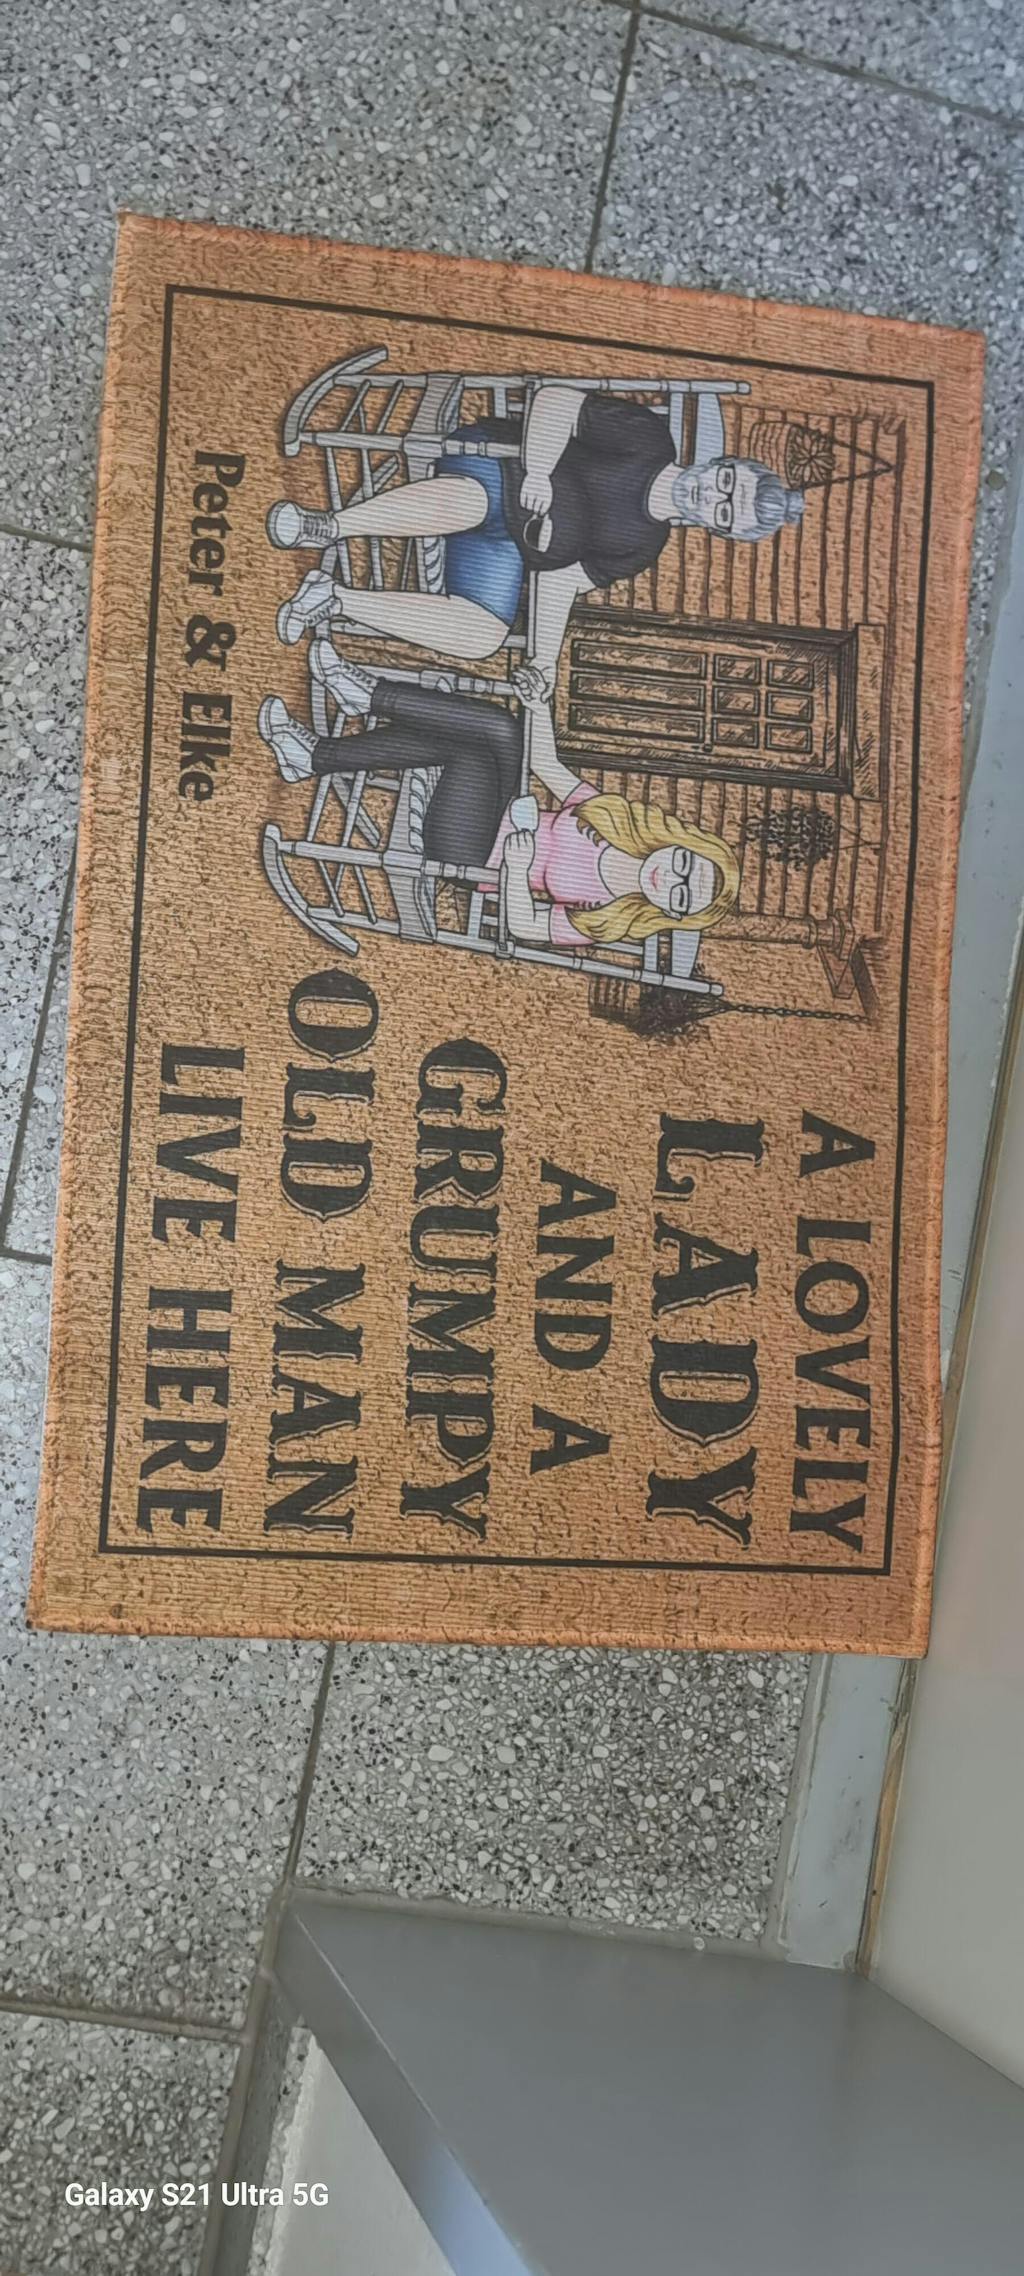 A LOVELY
LADY
AND A
GRUMPY
OLD MAN
LIVE HERE
Peter & Elke
Galaxy S21 Ultra 5G